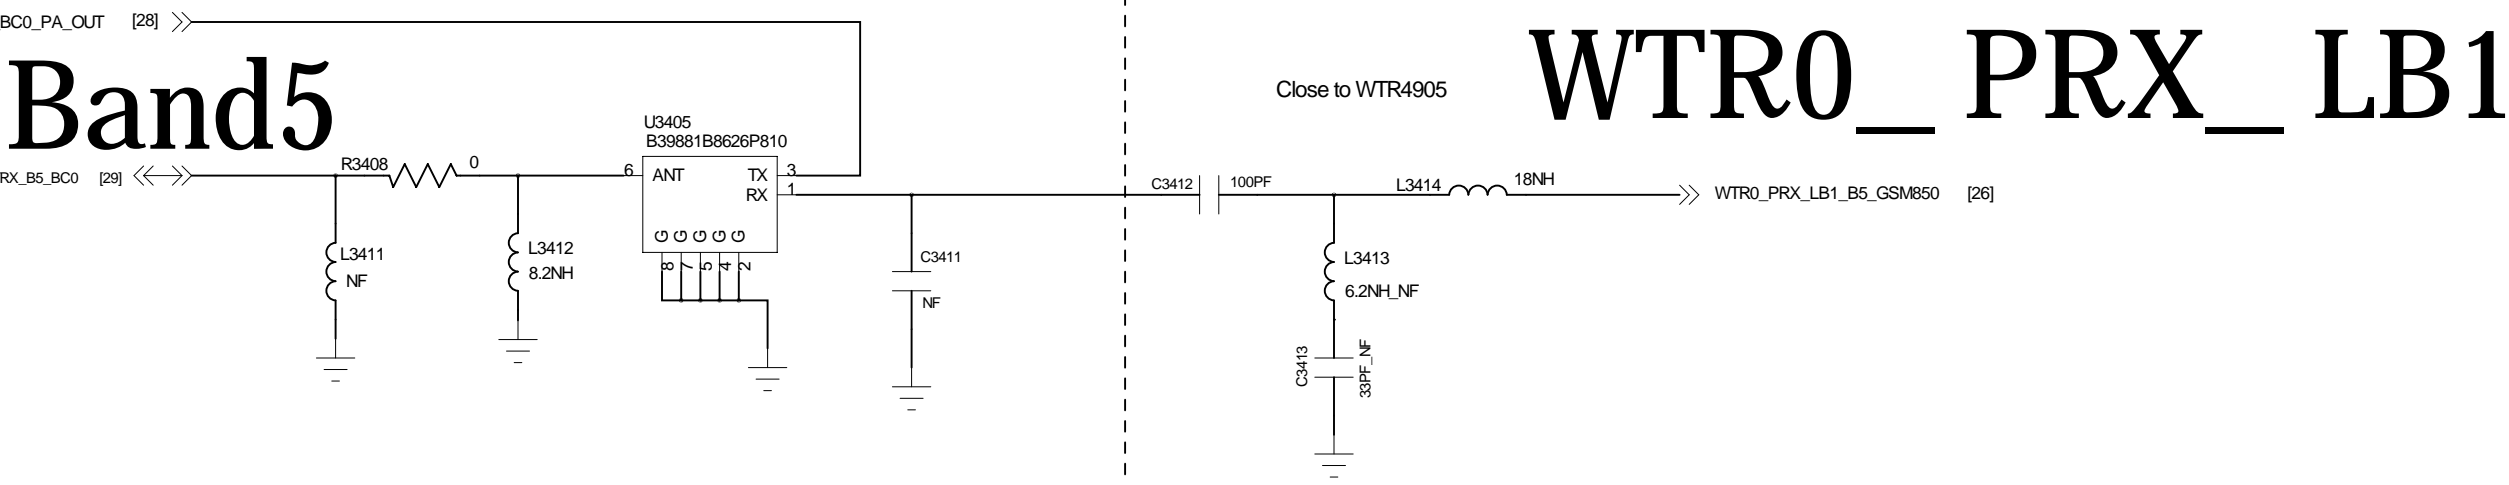 BC0_PA_OUT [28]
Band5
WTR0__ PRX__ LB1
Close to WTR4905
U3405
B39881B8626P810
RX_B5_BC0 [29]
R3408 0
6 ANT TX 3
RX 1
G G G G G
8 7 5 4 2
L3411
NF
L3412
8.2NH
C3411
NF
C3412 100PF
L3414 18NH
WTR0_PRX_LB1_B5_GSM850 [26]
L3413
6.2NH_NF
C3413
33PF_NF